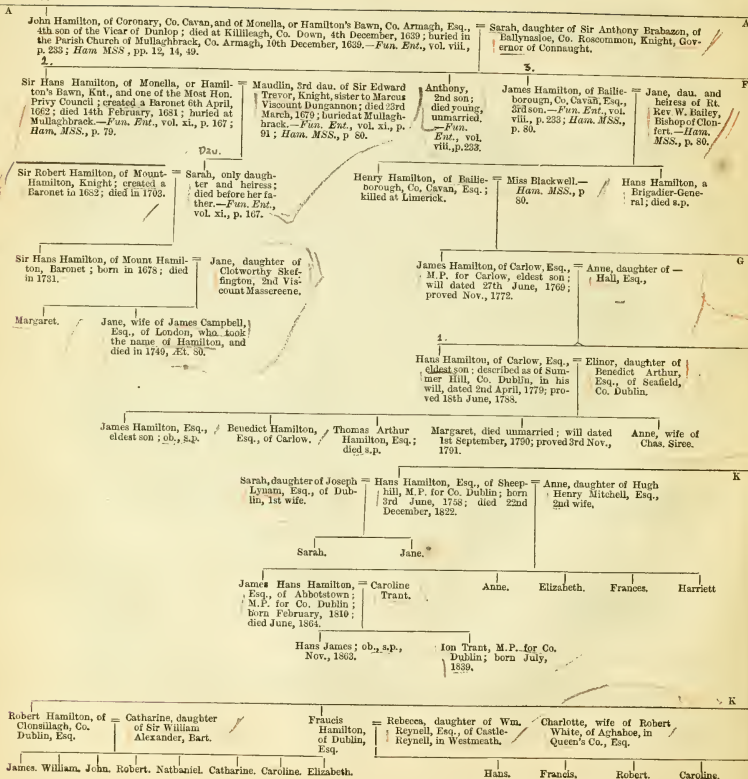 A
A
John Hamilton, of Coronary, Co. Cavan, and of Monella, or Hamilton's Bawn, Co. Armagh, Esq.,
4th son of the Vicar of Dunlop ; died at Killileagh, Co. Down, 4th December, 1639 ; buried in
the Parish Church of Mullaghbrack, Co. Armagh, 10th December, 1639.—Fun. Ent., vol. viii.,
p. 233 ; Ham MSS , pp. 12, 14, 49.
=
Sarah, daughter of Sir Anthony Brabazon, of
Ballynasloe, Co. Roscommon, Knight, Gov-
ernor of Connaught.
2.
3.
Sir Hans Hamilton, of Monella, or Hamil-
ton's Bawn, Knt., and one of the Most Hon.
Privy Council ; created a Baronet 6th April,
1662 ; died 14th February, 1681 ; buried at
Mullaghbrack.—Fun. Ent., vol. xi., p. 167 ;
Ham, MSS., p. 79.
=
Maudlin, 3rd dau. of Sir Edward
Trevor, Knight, sister to Marcus
Viscount Dungannon; died 23rd
March, 1679 ; buried at Mullagh-
brack.—Fun. Ent., vol. xi., p.
91 ; Ham. MSS., p 80.
Anthony,
2nd son;
died young,
unmarried.
—Fun.
Ent., vol.
viii.,p.233.
James Hamilton, of Bailie-
borougn, Co, Cavan, Esq.,
3rd son.—Fun. Ent., vol.
viii., p. 233 ; Ham. MSS.,
p. 80.
=
Jane, dau. and
heiress of Rt.
Rev W. Bailey,
Bishop of Clon-
fert.—Ham.
MSS., p. 80.
F
Dau.
Sir Robert Hamilton, of Mount-
Hamilton, Knight; created a
Baronet in 1682; died in 1703.
=
Sarah, only daugh-
ter and heiress;
died before her fa-
ther.—Fun. Ent.,
vol. xi., p. 167.
Henry Hamilton, of Bailie-
borough, Co, Cavan, Esq. ;
killed at Limerick.
=
Miss Blackwell.—
Ham. MSS., p
80.
Hans Hamilton, a
Brigadier-Gene-
ral ; died s.p.
Sir Hans Hamilton, of Mount Hamil-
ton, Baronet ; born in 1678 ; died
in 1731.
=
Jane, daughter of
Clotworthy Skef-
fington, 2nd Vis-
count Massereene.
James Hamilton, of Carlow, Esq.,
M.P. for Carlow, eldest son ;
will dated 27th June, 1769 ;
proved Nov., 1772.
=
Anne, daughter of —
Hall, Esq.,
G
Margaret.
Jane, wife of James Campbell,
Esq., of London, who took
the name of Hamilton, and
died in 1749, Æt. 80.
1.
Hans Hamilton, of Carlow, Esq.,
eldest son ; described as of Sum-
mer Hill, Co. Dublin, in his
will, dated 2nd April, 1779; pro-
ved 18th June, 1788.
=
Elinor, daughter of
Benedict Arthur,
Esq., of Seafield,
Co. Dublin.
James Hamilton, Esq.,
eldest son ; ob., s.p.
Benedict Hamilton,
Esq., of Carlow.
Thomas Arthur
Hamilton, Esq.;
died s.p.
Margaret, died unmarried; will dated
1st September, 1790; proved 3rd Nov.,
1791.
Anne, wife of
Chas. Siree.
K
Sarah, daughter of Joseph
Lynam, Esq., of Dub-
lin, 1st wife.
=
Hans Hamilton, Esq., of Sheep-
hill, M.P. for Co. Dublin ; born
3rd June, 1758; died 22nd
December, 1822.
=
Anne, daughter of Hugh
Henry Mitchell, Esq.,
2nd wife,
Sarah.
Jane.
James Hans Hamilton,
Esq., of Abbotstown;
M.P. for Co. Dublin ;
born February, 1810;
died June, 1864.
=
Caroline
Trant.
Anne.
Elizabeth.
Frances.
Harriett
Hans James ; ob., s.p.,
Nov., 1863.
Ion Trant, M.P. for Co.
Dublin; born July,
1839.
K
Robert Hamilton, of
Clonsillagh, Co.
Dublin, Esq.
=
Catharine, daughter
of Sir William
Alexander, Bart.
Francis
Hamilton,
of Dublin,
Esq.
=
Rebecca, daughter of Wm.
Reynell, Esq., of Castle-
Reynell, in Westmeath.
Charlotte, wife of Robert
White, of Aghaboe, in
Queen's Co., Esq.
James. William. John. Robert. Nathaniel. Catharine. Caroline. Elizabeth.
Hans.
Francis.
Robert.
Caroline.